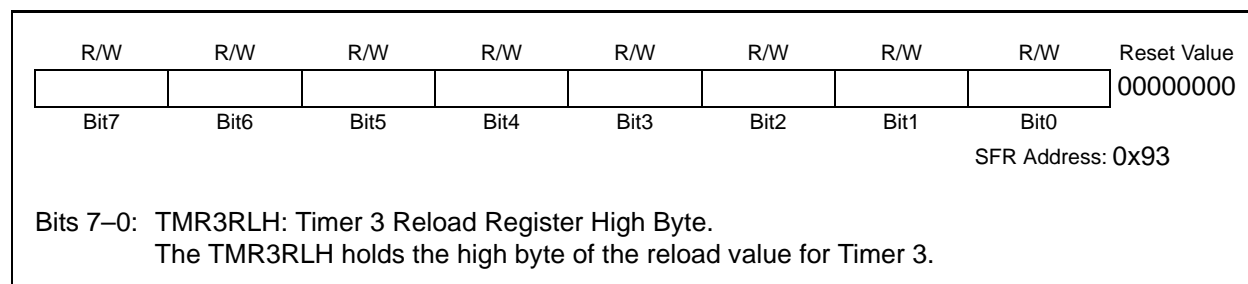 R/W R/W R/W R/W R/W R/W R/W R/W Reset Value
00000000
Bit7 Bit6 Bit5 Bit4 Bit3 Bit2 Bit1 Bit0
SFR Address: 0x93
Bits 7–0: TMR3RLH: Timer 3 Reload Register High Byte.
The TMR3RLH holds the high byte of the reload value for Timer 3.